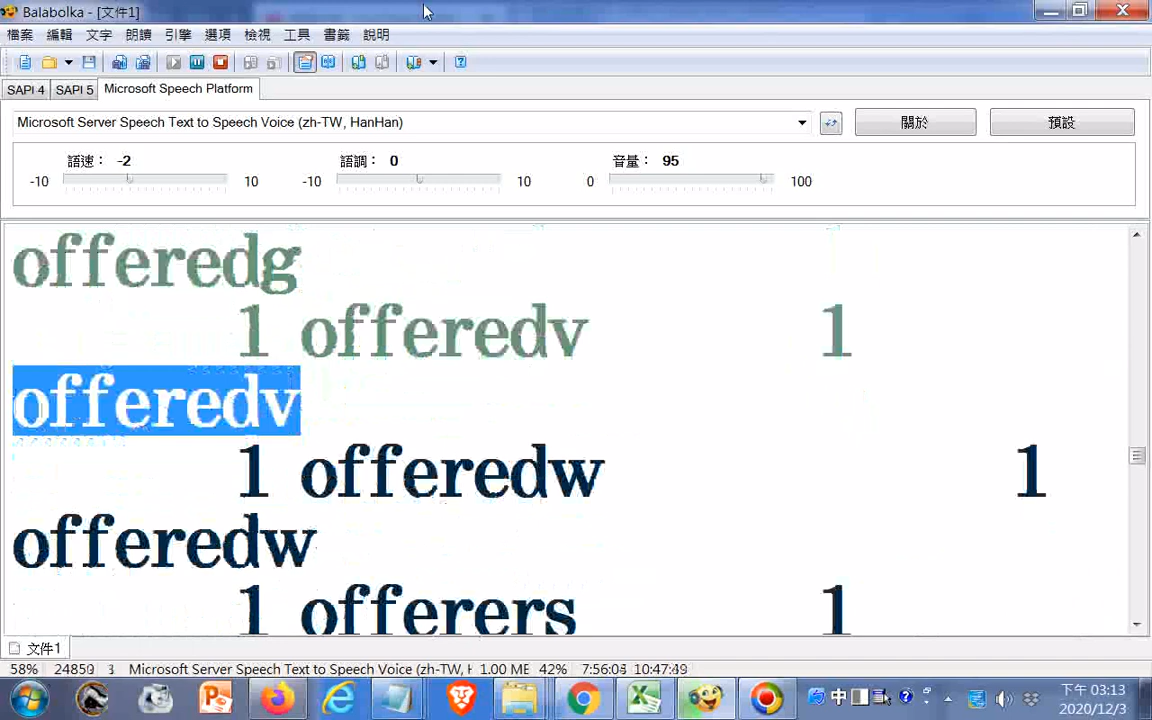 Balabolka - [文件1]
檔案 編輯 文字 朗讀 引擎 選項 檢視 工具 書籤 說明
SAPI 4 SAPI 5 Microsoft Speech Platform
Microsoft Server Speech Text to Speech Voice (zh-TW, HanHan) 關於 預設
語速： -2 語調： 0 音量： 95
-10 10 -10 10 0 100
offeredg
1 offeredv 1
offeredv
1 offeredw 1
offeredw
1 offerers 1
文件1
58% 24859 3 Microsoft Server Speech Text to Speech Voice (zh-TW, 1.00 ME 42% 7:56:04 10:47:49
中 下午 03:13
2020/12/3